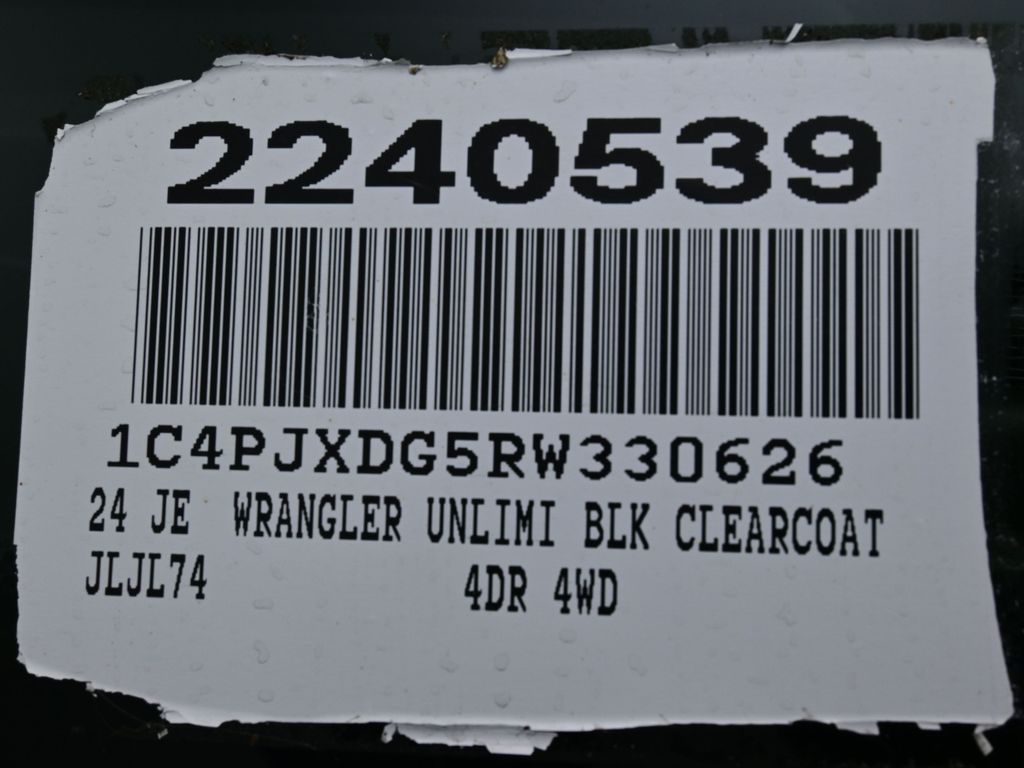 2240539
1C4PJXDG5RW330626
24 JE WRANGLER UNLIMI BLK CLEARCOAT
JLJL74 4DR 4WD